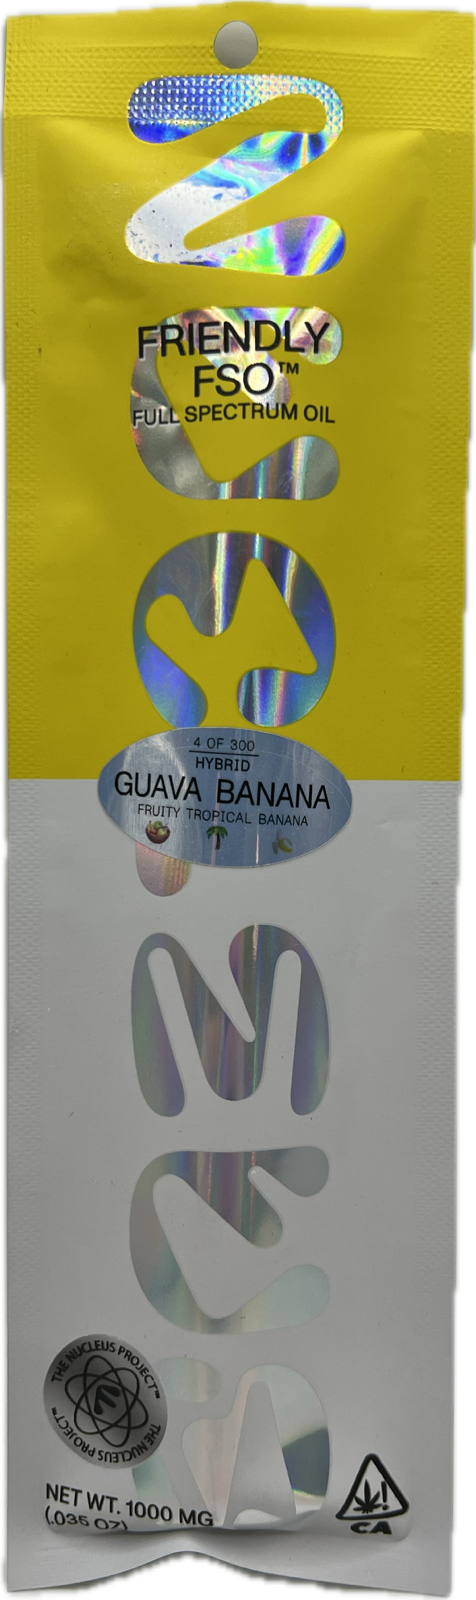 FRIENDLY
FSO™
FULL SPECTRUM OIL
4 OF 300
HYBRID
GUAVA BANANA
FRUITY TROPICAL BANANA
THE NUCLEUS PROJECT™
THE NUCLEUS PROJECT™
NET WT. 1000 MG
(.035 OZ)
!
CA